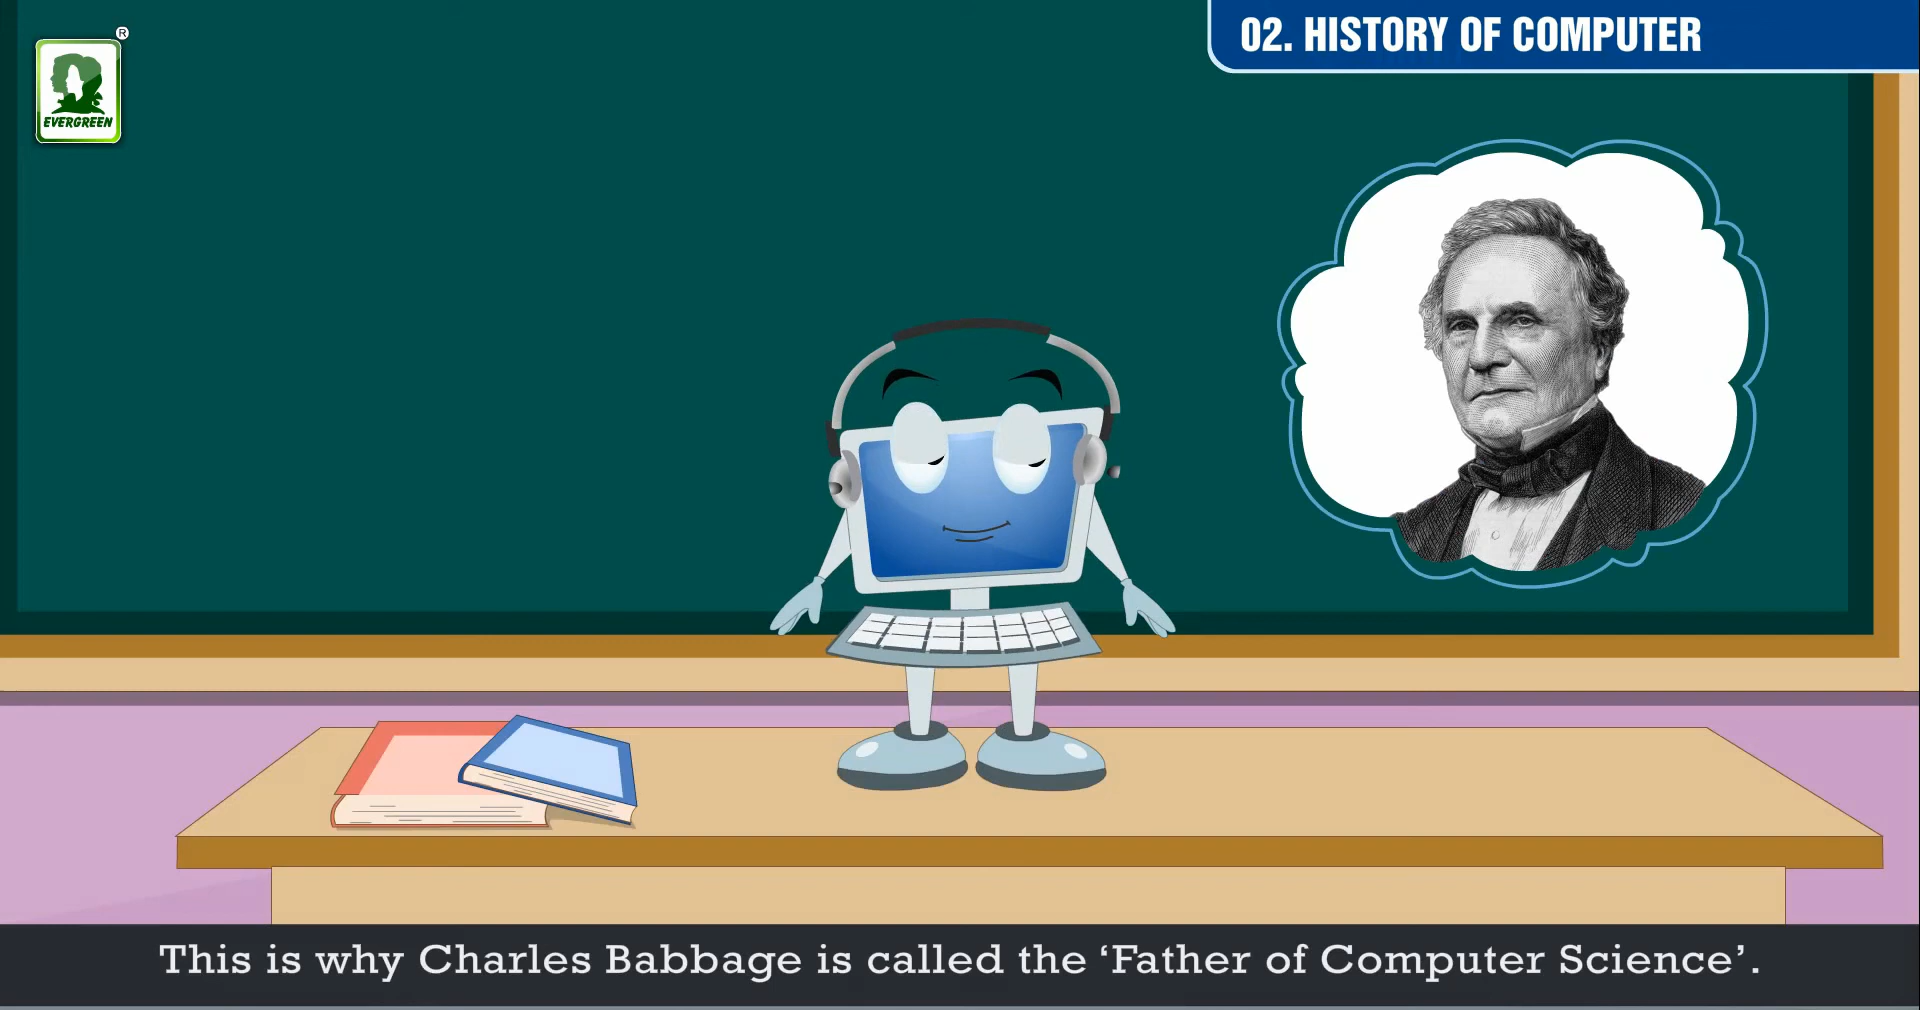 02. HISTORY OF COMPUTER
®
EVERGREEN
This is why Charles Babbage is called the ‘Father of Computer Science’.